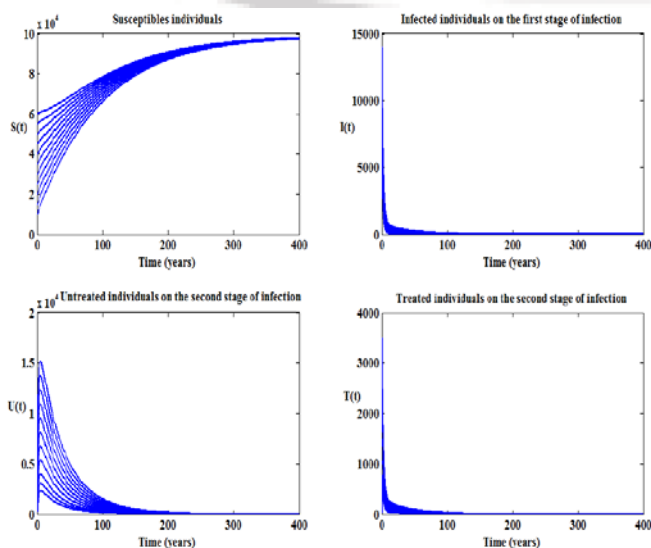 Susceptibles individuals
x 10⁴
10
8
6
S(t)
4
2
0
0 100 200 300 400
Time (years)
Infected individuals on the first stage of infection
15000
10000
I(t)
5000
0
0 100 200 300 400
Time (years)
x 10⁴ Untreated individuals on the second stage of infection
2
1.5
U(t)
1
0.5
0
0 100 200 300 400
Time (years)
Treated individuals on the second stage of infection
4000
3000
T(t)
2000
1000
0
0 100 200 300 400
Time (years)